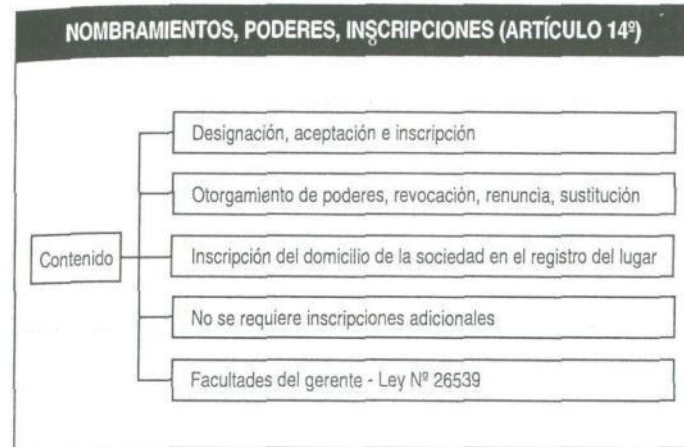 NOMBRAMIENTOS, PODERES, INSCRIPCIONES (ARTÍCULO 14º)
Designación, aceptación e inscripción
Otorgamiento de poderes, revocación, renuncia, sustitución
Contenido
Inscripción del domicilio de la sociedad en el registro del lugar
No se requiere inscripciones adicionales
Facultades del gerente - Ley Nº 26539